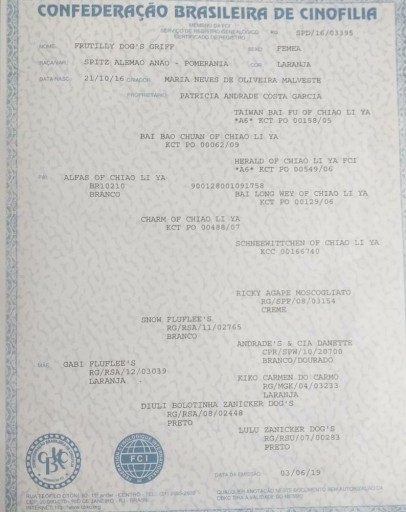 CONFEDERAÇÃO BRASILEIRA DE CINOFILIA
MEMBRO DA FCI
SERVIÇO DE REGISTRO GENEALÓGICO
CERTIFICADO DE REGISTRO
RG SPD/16/03395
NOME: FRUTILLY DOG'S GRIFF SEXO: FEMEA
RAÇA/VAR.: SPITZ ALEMAO ANAO - POMERANIA COR: LARANJA
DATA NASC.: 21/10/16 CRIADOR: MARIA NEVES DE OLIVEIRA MALVESTE
PROPRIETÁRIO: PATRICIA ANDRADE COSTA GARCIA
TAIWAN BAI FU OF CHIAO LI YA
*A6* KCT PO 00158/05
BAI BAO CHUAN OF CHIAO LI YA
KCT PO 00062/09
HERALD OF CHIAO LI YA FCI
*A6* KCT PO 00549/06
PAI: ALFAS OF CHIAO LI YA
BR10210 900128001091758
BRANCO
BAI LONG WEY OF CHIAO LI YA
KCT PO 00129/06
CHARM OF CHIAO LI YA
KCT PO 00488/07
SCHNEEWITTCHEN OF CHIAO LI YA
KCC 00166740
RICKY AGAPE MOSCOGLIATO
RG/SPF/08/03154
CREME
SNOW FLUFLEE'S
RG/RSA/11/02765
BRANCO
ANDRADE'S & CIA DANETTE
CPR/SPW/10/20700
BRANCO/DOURADO
MÃE: GABI FLUFLEE'S
RG/RSA/12/03039
LARANJA
KIKO CARMEN DO CARMO
RG/MGK/04/03233
LARANJA
DIULI BOLOTINHA ZANICKER DOG'S
RG/RSA/08/02448
PRETO
LULU ZANICKER DOG'S
RG/RSU/07/00283
PRETO
CBKC
FCI
DATA DA EMISSÃO: 03/06/19